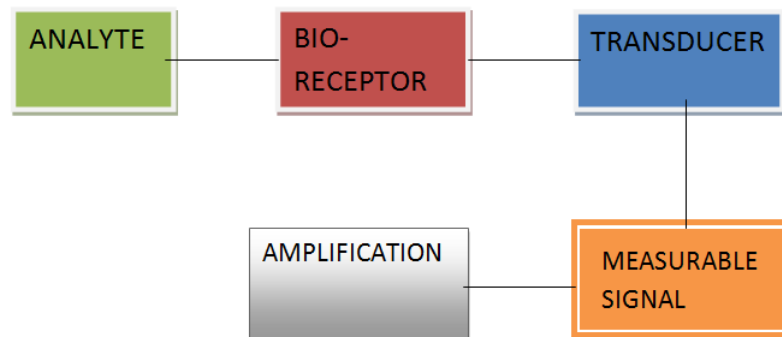 ANALYTE
BIO-
RECEPTOR
TRANSDUCER
MEASURABLE
SIGNAL
AMPLIFICATION